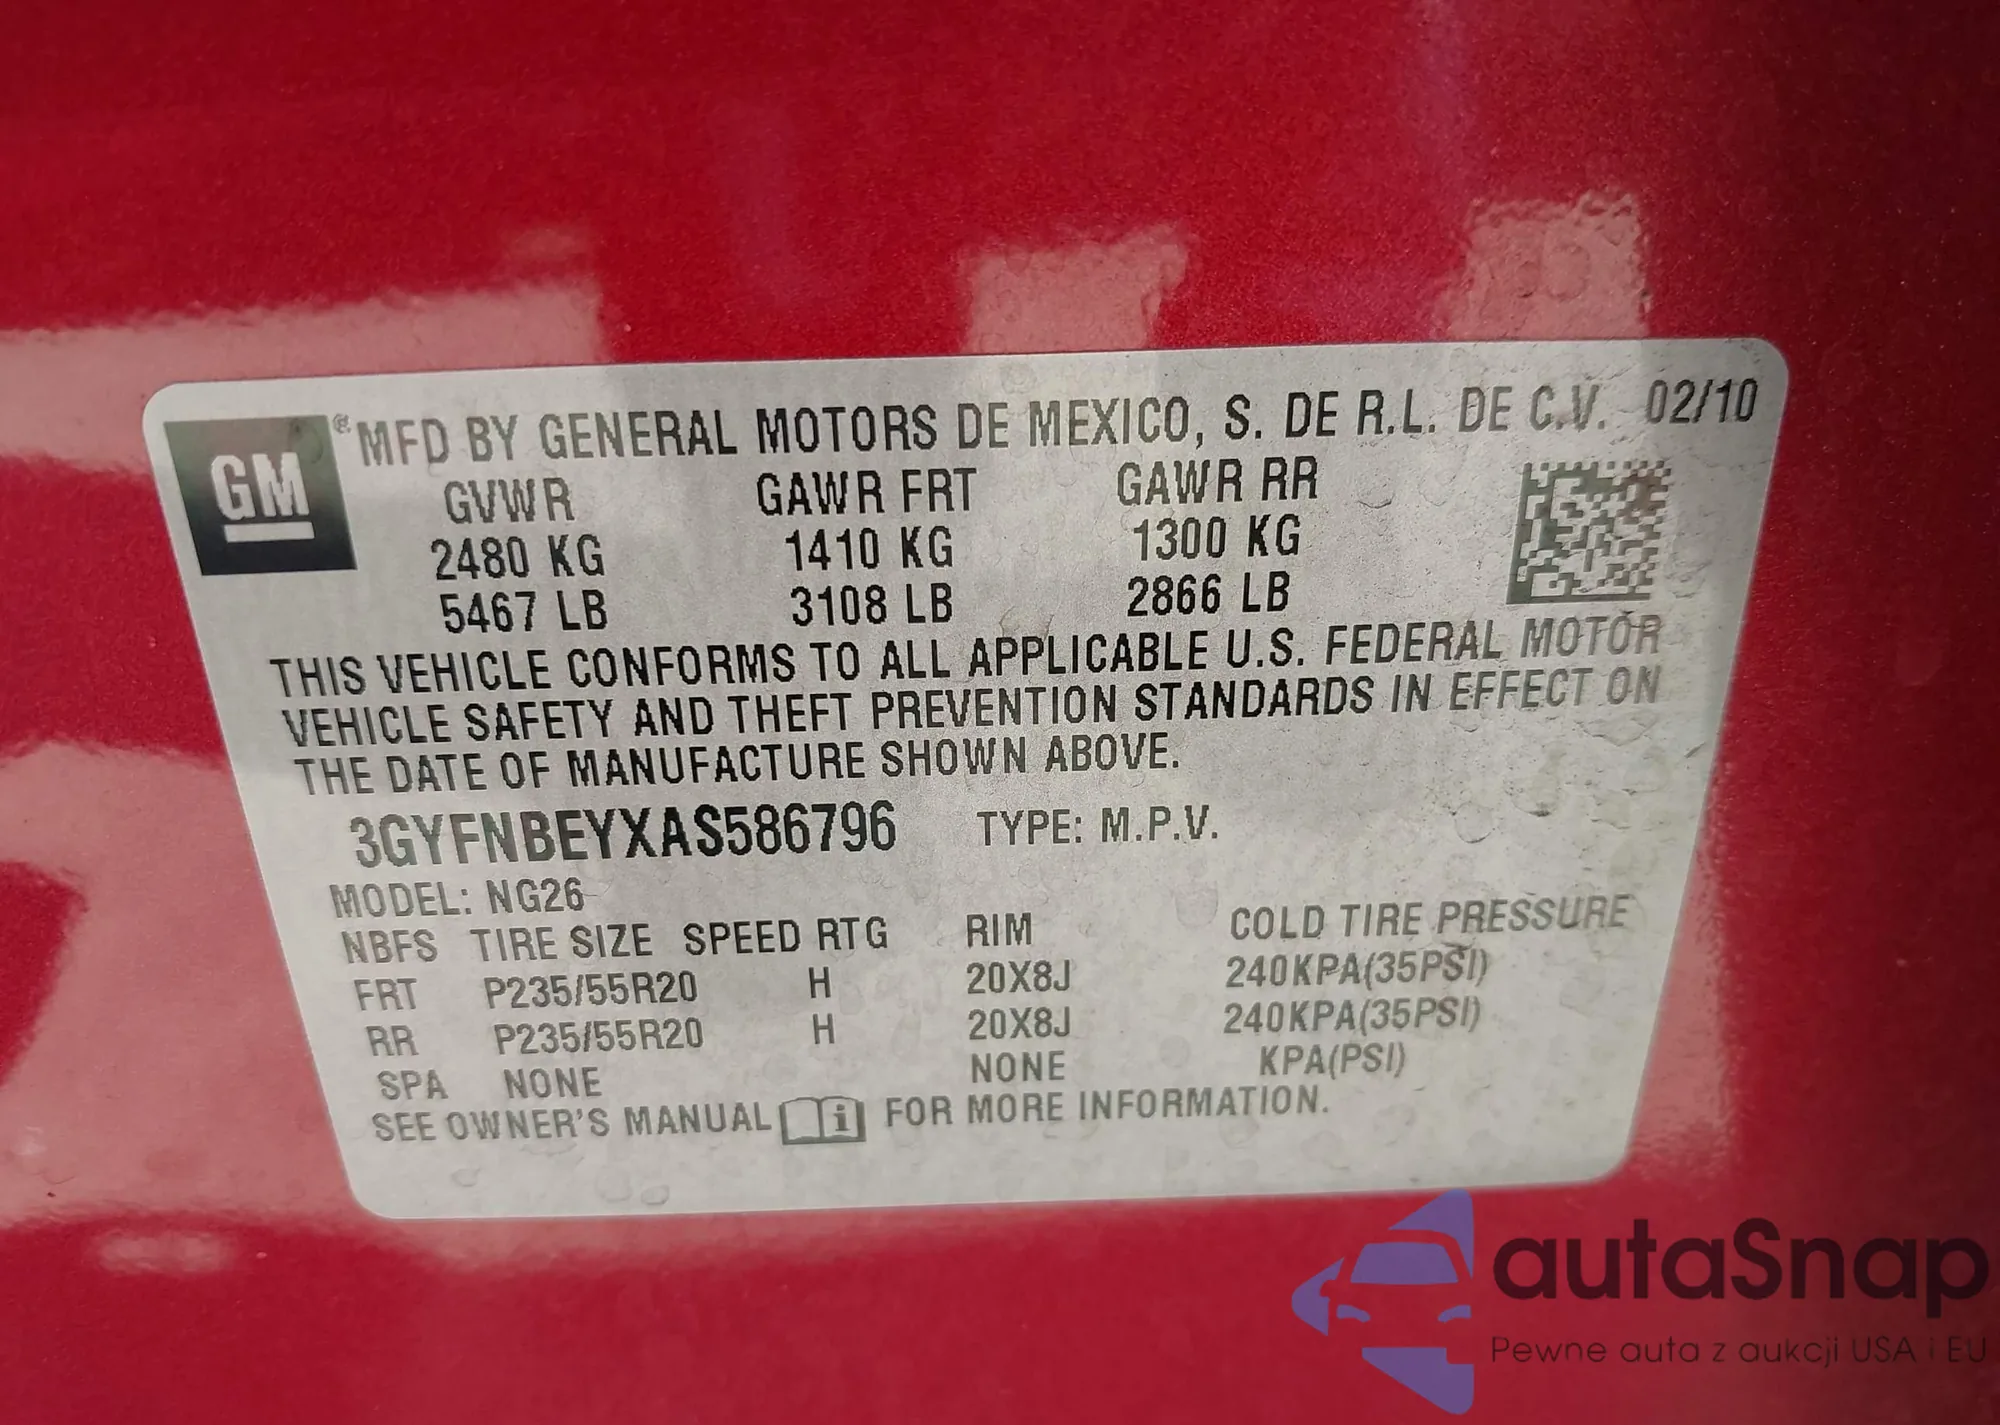 GM ® MFD BY GENERAL MOTORS DE MEXICO, S. DE R.L. DE C.V. 02/10
GVWR GAWR FRT GAWR RR
2480 KG 1410 KG 1300 KG
5467 LB 3108 LB 2866 LB
THIS VEHICLE CONFORMS TO ALL APPLICABLE U.S. FEDERAL MOTOR
VEHICLE SAFETY AND THEFT PREVENTION STANDARDS IN EFFECT ON
THE DATE OF MANUFACTURE SHOWN ABOVE.
3GYFNBEYXAS586796 TYPE: M.P.V.
MODEL: NG26
NBFS TIRE SIZE SPEED RTG RIM COLD TIRE PRESSURE
FRT P235/55R20 H 20X8J 240KPA(35PSI)
RR P235/55R20 H 20X8J 240KPA(35PSI)
SPA NONE NONE KPA(PSI)
SEE OWNER'S MANUAL i FOR MORE INFORMATION.
autaSnap
Pewne auta z aukcji USA i EU